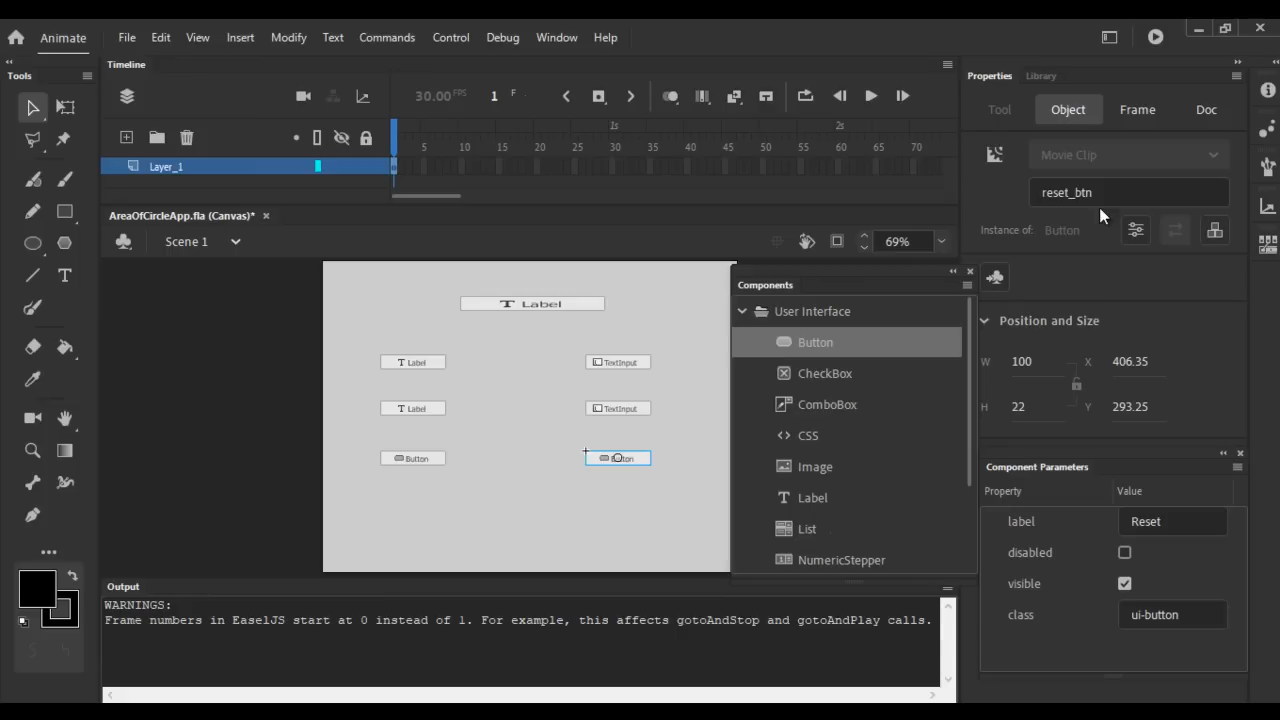 Animate File Edit View Insert Modify Text Commands Control Debug Window Help
Tools
Timeline
30.00 FPS 1 F
1s 2s
5 10 15 20 25 30 35 40 45 50 55 60 65 70
Layer_1
AreaOfCircleApp.fla (Canvas)* ×
Scene 1
69%
Label
Label TextInput
Label TextInput
Button Button
Components
User Interface
Button
CheckBox
ComboBox
CSS
Image
Label
List
NumericStepper
Properties Library
Tool Object Frame Doc
Movie Clip
reset_btn
Instance of: Button
Position and Size
W 100 X 406.35
H 22 Y 293.25
Component Parameters
Property Value
label Reset
disabled
visible
class ui-button
Output
WARNINGS:
Frame numbers in EaselJS start at 0 instead of 1. For example, this affects gotoAndStop and gotoAndPlay calls.